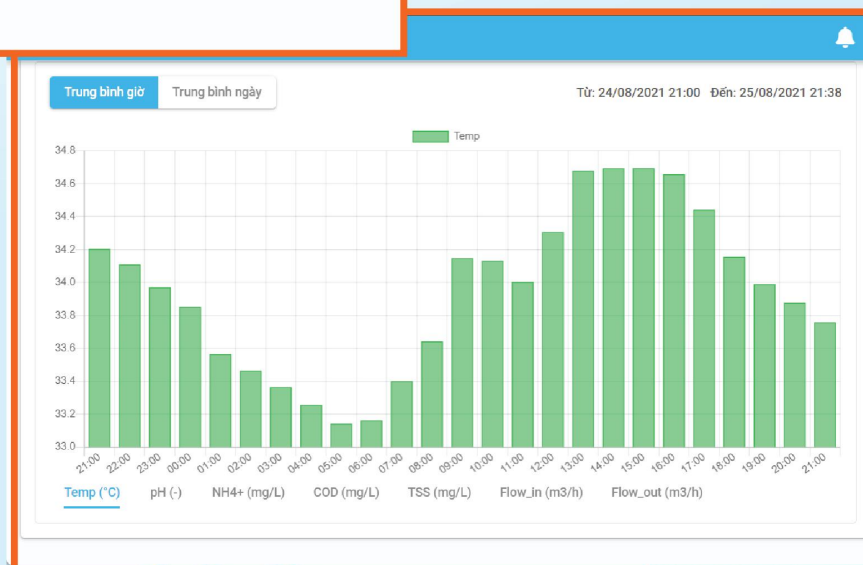 Trung bình giờ Trung bình ngày Từ: 24/08/2021 21:00 Đến: 25/08/2021 21:38
Temp
34.8
34.6
34.4
34.2
34.0
33.8
33.6
33.4
33.2
33.0
21:00 22:00 23:00 00:00 01:00 02:00 03:00 04:00 05:00 06:00 07:00 08:00 09:00 10:00 11:00 12:00 13:00 14:00 15:00 16:00 17:00 18:00 19:00 20:00 21:00
Temp (°C) pH (-) NH4+ (mg/L) COD (mg/L) TSS (mg/L) Flow_in (m3/h) Flow_out (m3/h)